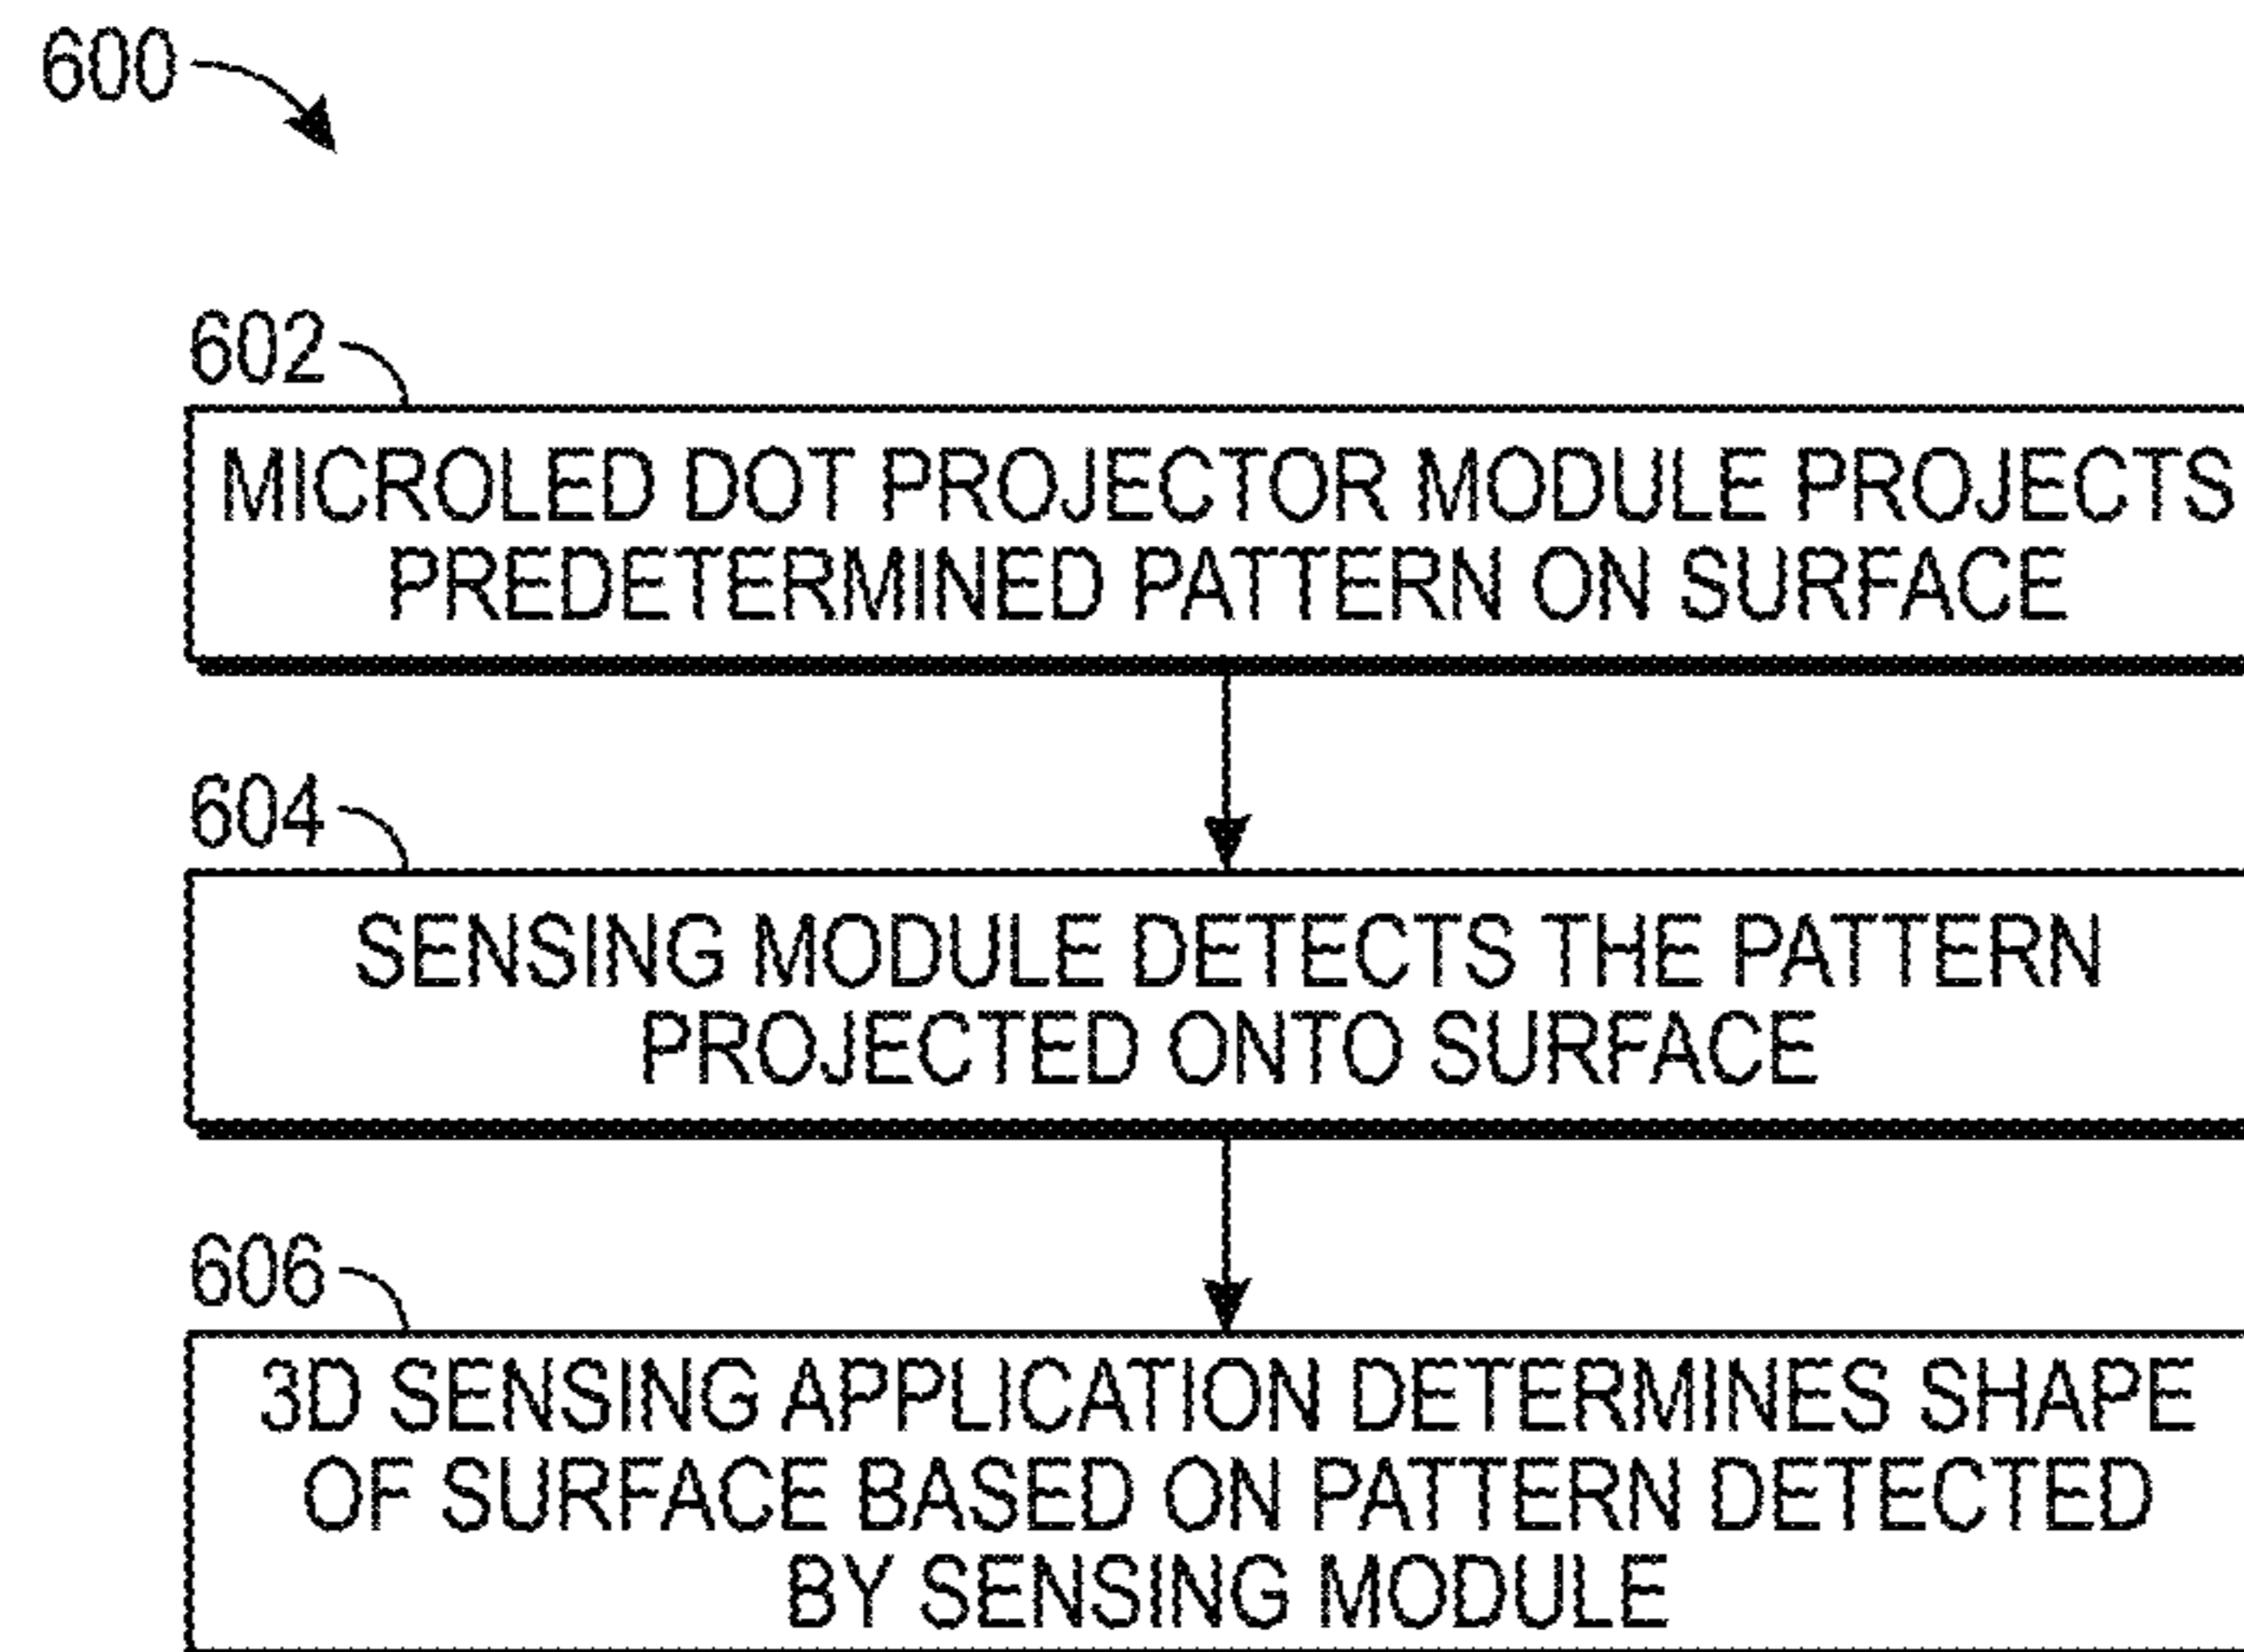 600
602
MICROLED DOT PROJECTOR MODULE PROJECTS
PREDETERMINED PATTERN ON SURFACE
604
SENSING MODULE DETECTS THE PATTERN
PROJECTED ONTO SURFACE
606
3D SENSING APPLICATION DETERMINES SHAPE
OF SURFACE BASED ON PATTERN DETECTED
BY SENSING MODULE